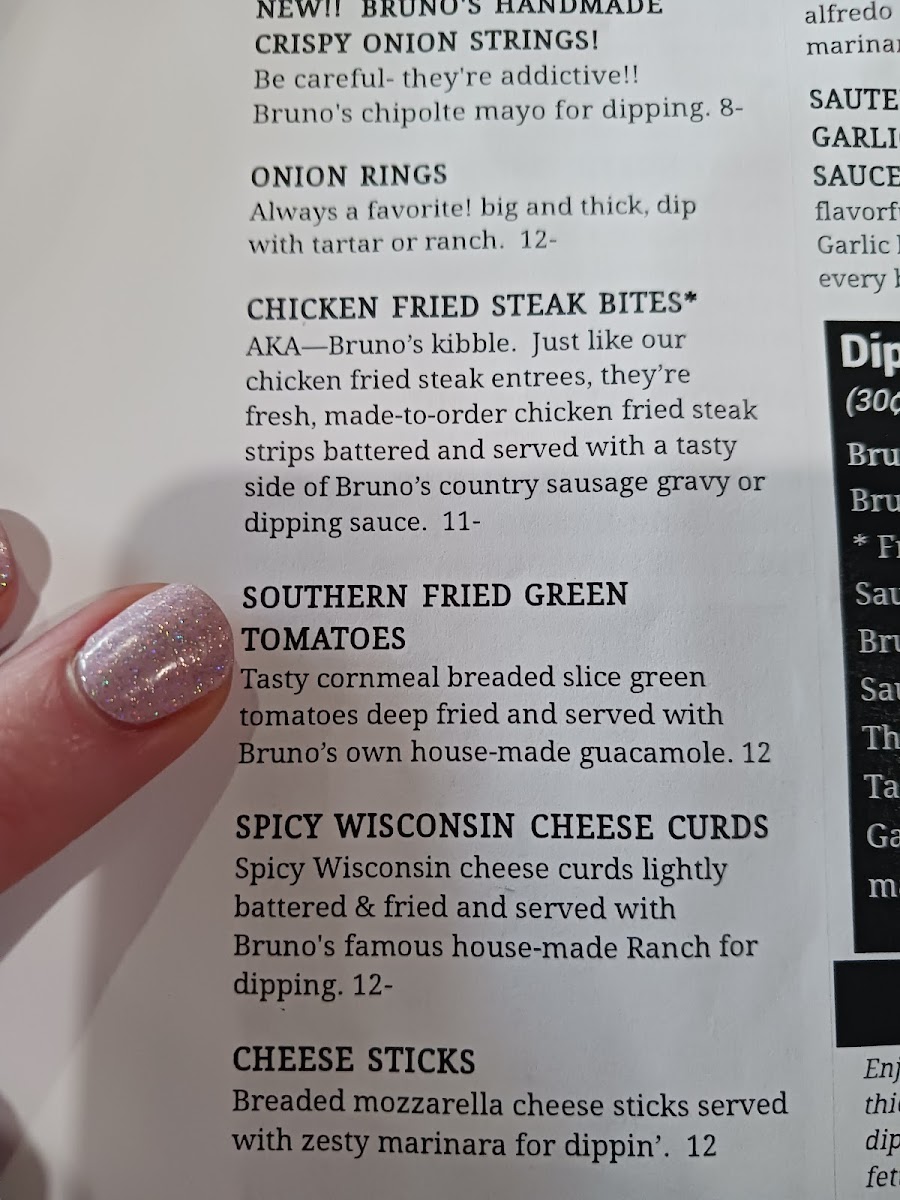 NEW!! BRUNO'S HANDMADE
CRISPY ONION STRINGS!
Be careful- they're addictive!!
Bruno's chipolte mayo for dipping. 8-
ONION RINGS
Always a favorite! big and thick, dip
with tartar or ranch. 12-
CHICKEN FRIED STEAK BITES*
AKA—Bruno’s kibble. Just like our
chicken fried steak entrees, they’re
fresh, made-to-order chicken fried steak
strips battered and served with a tasty
side of Bruno’s country sausage gravy or
dipping sauce. 11-
SOUTHERN FRIED GREEN
TOMATOES
Tasty cornmeal breaded slice green
tomatoes deep fried and served with
Bruno’s own house-made guacamole. 12
SPICY WISCONSIN CHEESE CURDS
Spicy Wisconsin cheese curds lightly
battered & fried and served with
Bruno's famous house-made Ranch for
dipping. 12-
CHEESE STICKS
Breaded mozzarella cheese sticks served
with zesty marinara for dippin’. 12
alfredo
SAUCE
Garlic
every